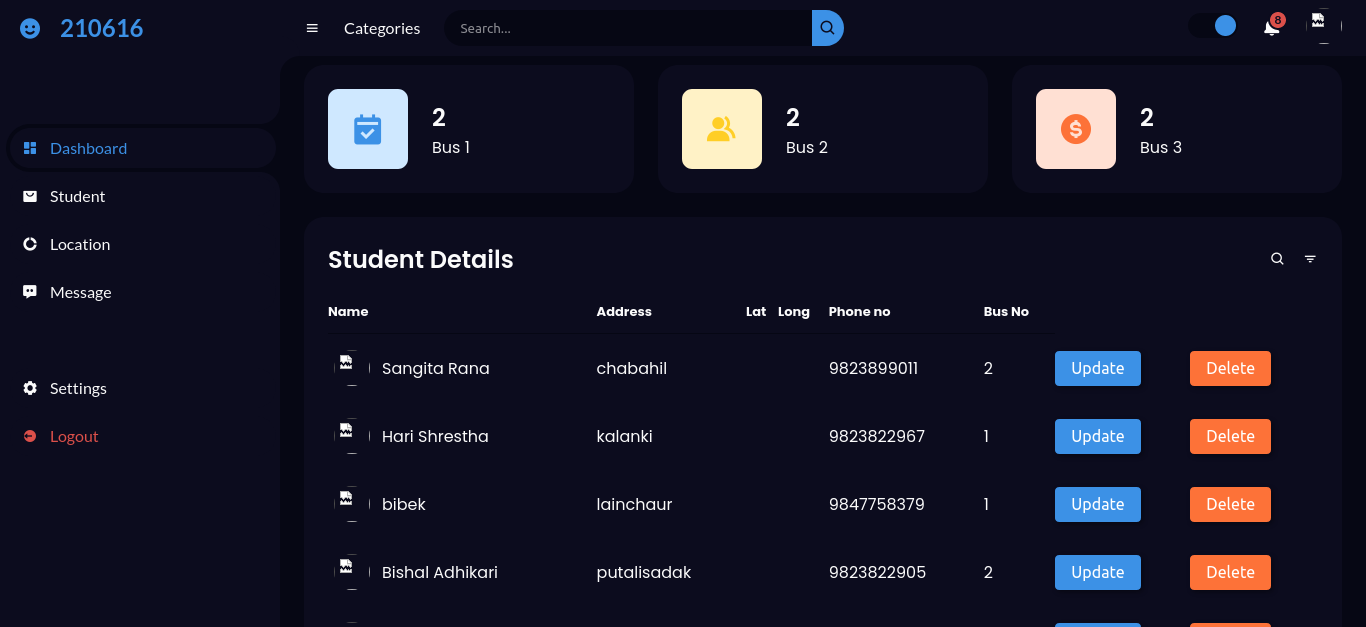 210616
Categories
Search...
8
Dashboard
Student
Location
Message
Settings
Logout
2
Bus 1
2
Bus 2
2
Bus 3
Student Details
Name Address Lat Long Phone no Bus No
Sangita Rana chabahil 9823899011 2 Update Delete
Hari Shrestha kalanki 9823822967 1 Update Delete
bibek lainchaur 9847758379 1 Update Delete
Bishal Adhikari putalisadak 9823822905 2 Update Delete